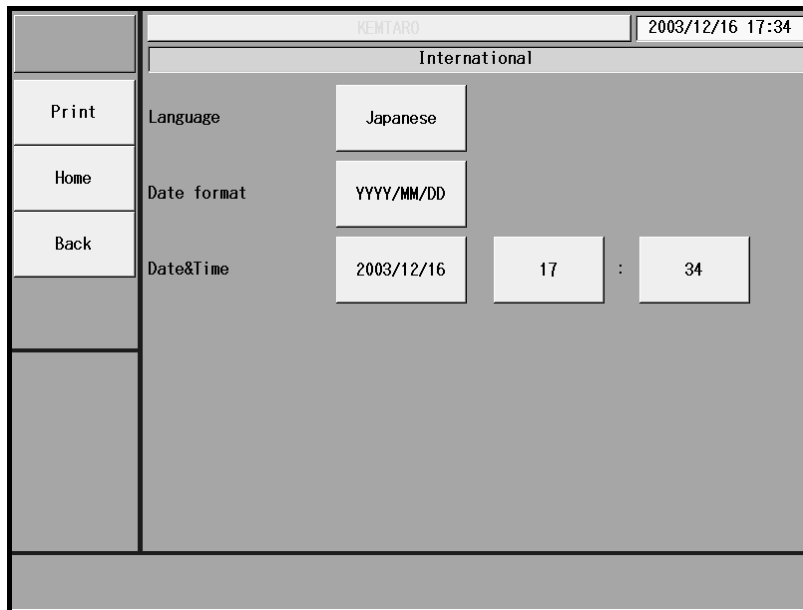 KEMTARO
2003/12/16 17:34
International
Print
Home
Back
Language
Japanese
Date format
YYYY/MM/DD
Date&Time
2003/12/16
17
:
34